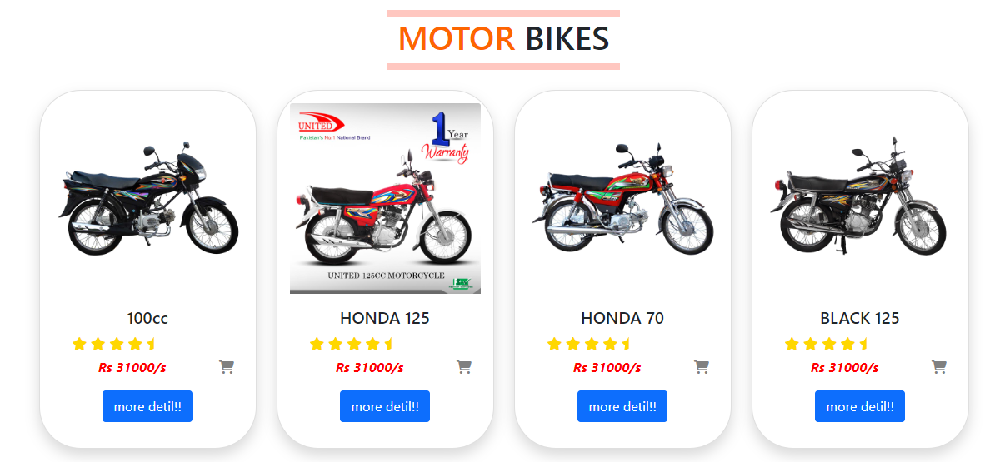 MOTOR BIKES
UNITED
Pakistan's No 1 National Brand
1 Year
Warranty
UNITED 125CC MOTORCYCLE
100cc
Rs 31000/s
more detil!!
HONDA 125
Rs 31000/s
more detil!!
HONDA 70
Rs 31000/s
more detil!!
BLACK 125
Rs 31000/s
more detil!!